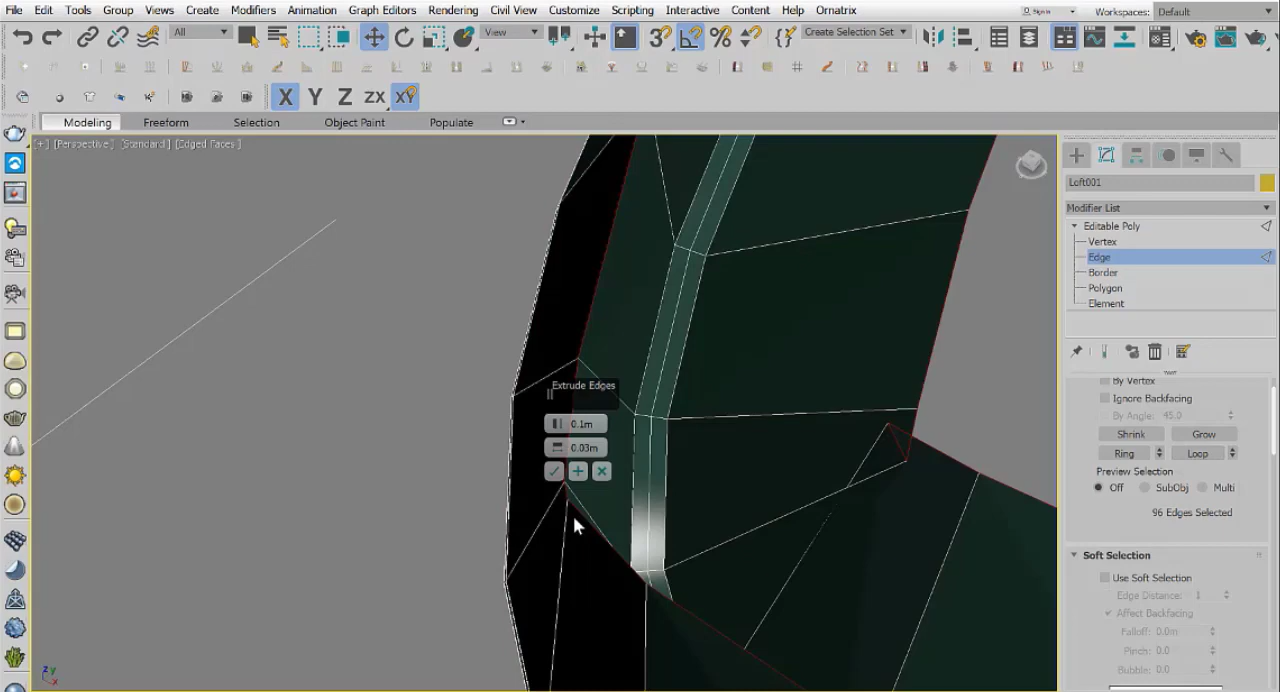 File Edit Tools Group Views Create Modifiers Animation Graph Editors Rendering Civil View Customize Scripting Interactive Content Help Ornatrix Workspaces: Default
All View 3 % Create Selection Set
X Y Z ZX XY
Modeling Freeform Selection Object Paint Populate
[+] [Perspective] [Standard] [Edged Faces]
Loft001
Modifier List
Editable Poly
Vertex
Edge
Border
Polygon
Element
Extrude Edges
0.1m
0.03m
By Vertex
Ignore Backfacing
By Angle: 45.0
Shrink Grow
Ring Loop
Preview Selection
Off SubObj Multi
96 Edges Selected
Soft Selection
Use Soft Selection
Edge Distance: 1
Affect Backfacing
Falloff: 0.0m
Pinch: 0.0
Bubble: 0.0
z y
x